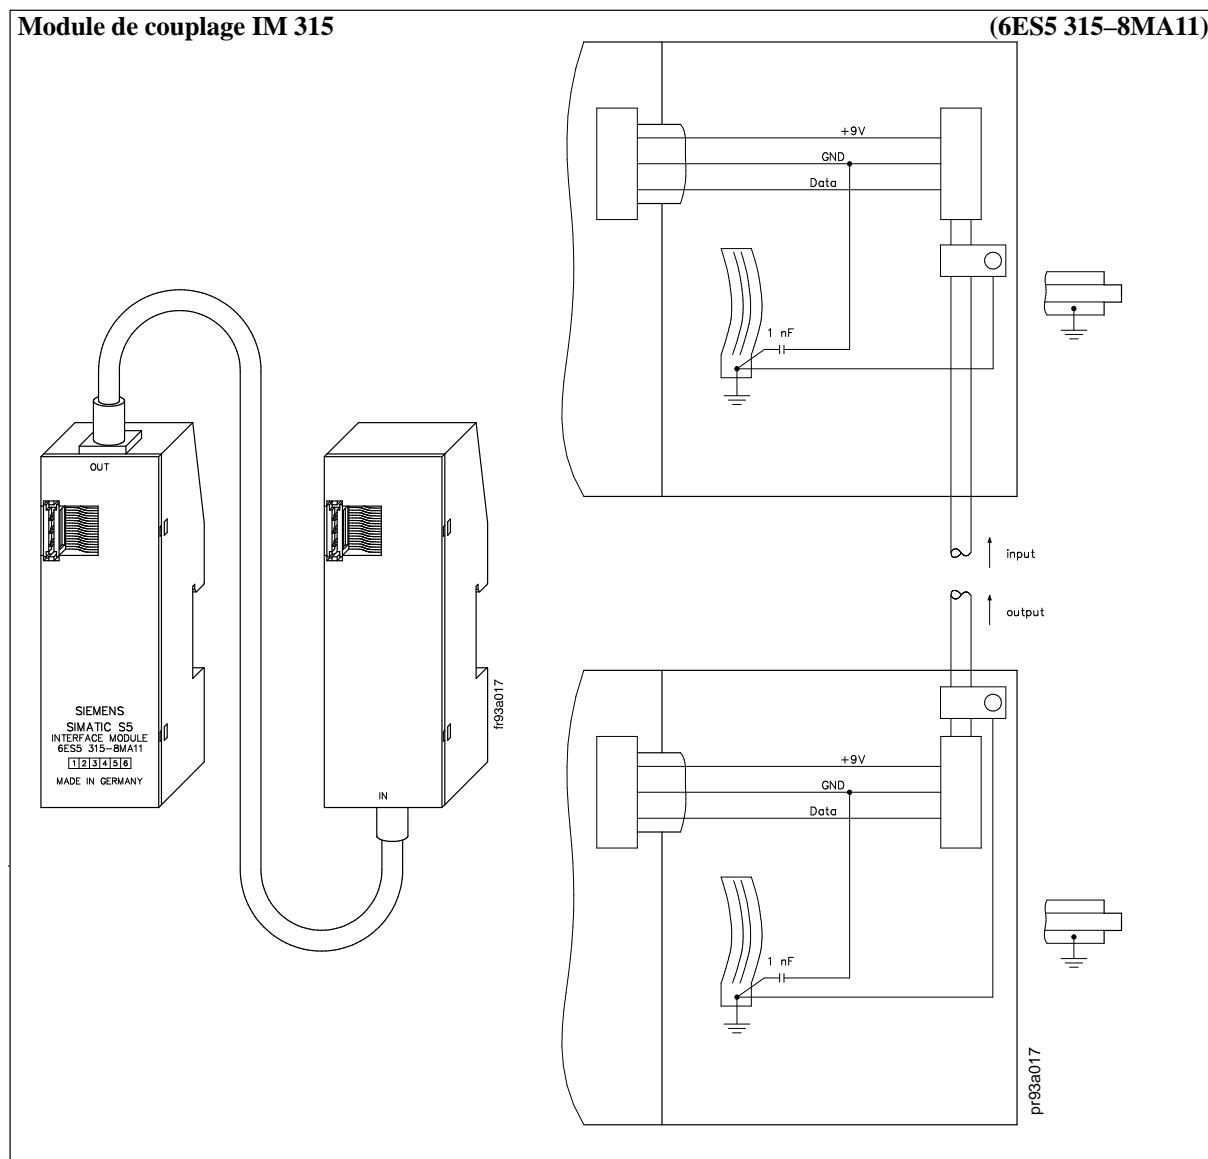 Module de couplage IM 315 (6ES5 315–8MA11)
+9V
GND
Data
1 nF
OUT
input
output
SIEMENS
SIMATIC S5
INTERFACE MODULE
6ES5 315–8MA11
1 2 3 4 5 6
MADE IN GERMANY
IN
fr93a017
+9V
GND
Data
1 nF
pr93a017